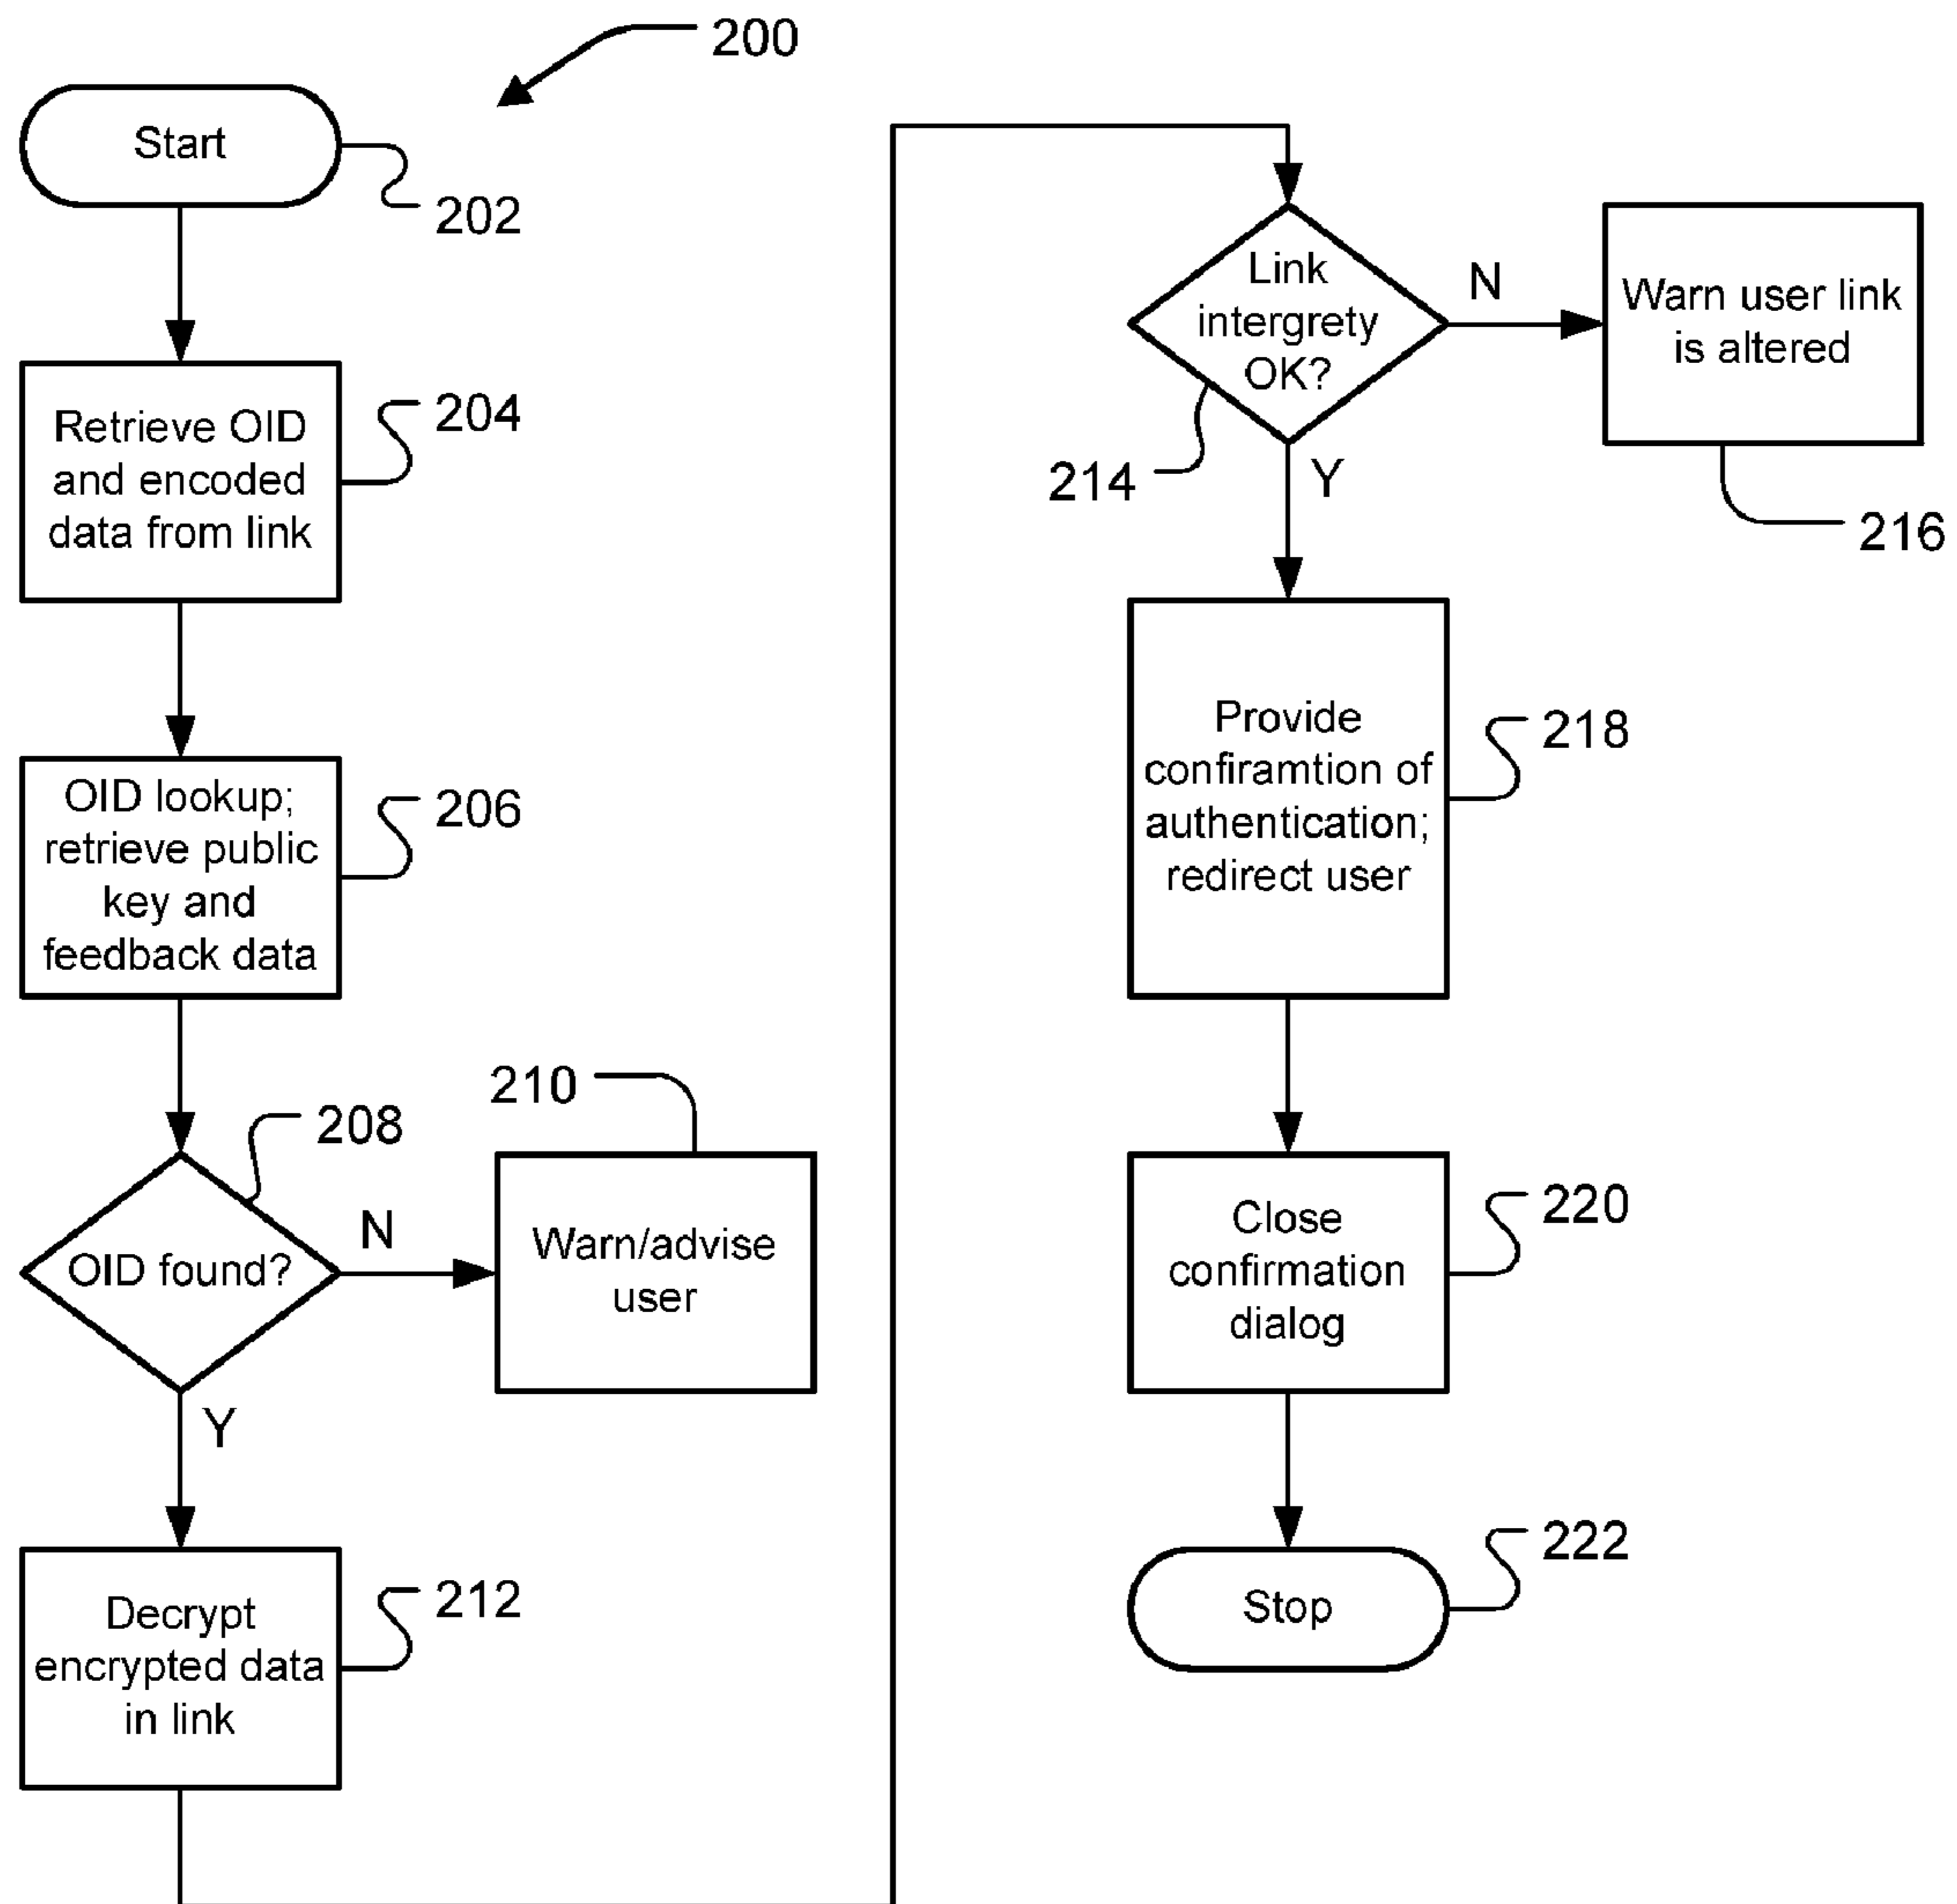 200
Start
202
Retrieve OID
and encoded
data from link
204
OID lookup;
retrieve public
key and
feedback data
206
208
OID found?
N
Y
210
Warn/advise
user
Decrypt
encrypted data
in link
212
Link
intergrety
OK?
N
Y
214
Warn user link
is altered
216
Provide
confiramtion of
authentication;
redirect user
218
Close
confirmation
dialog
220
Stop
222